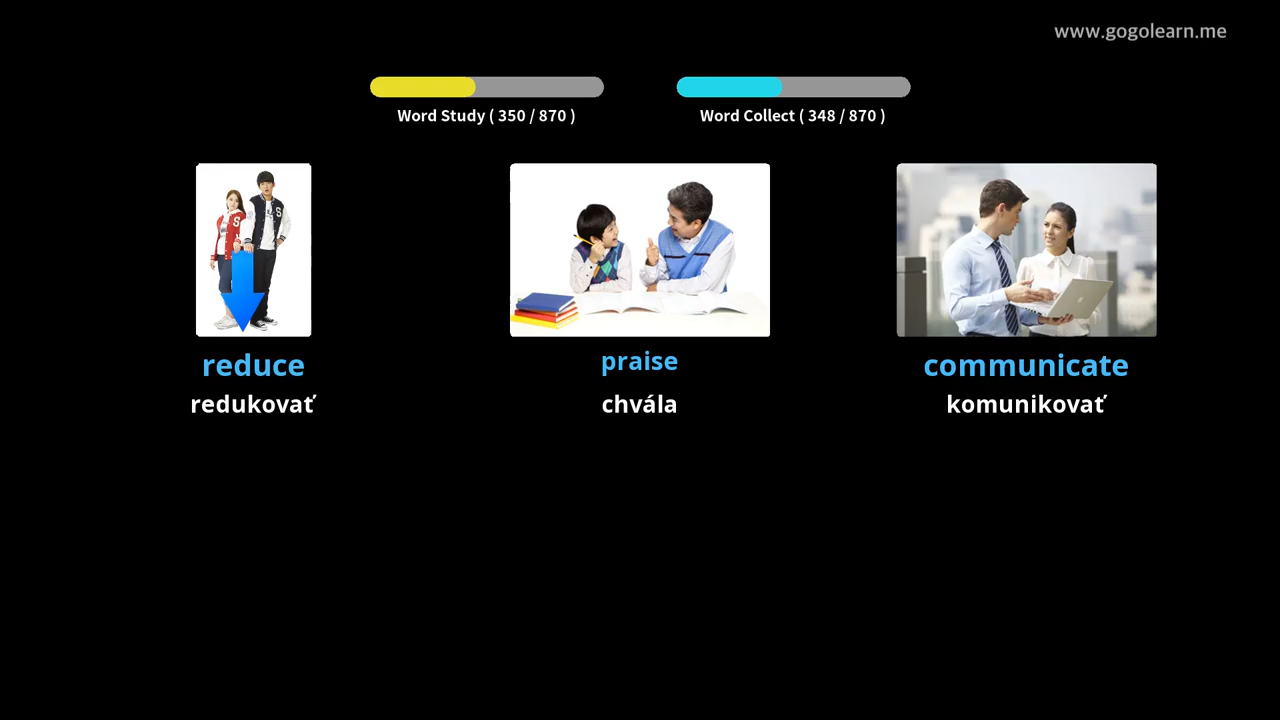 www.gogolearn.me
Word Study ( 350 / 870 )
Word Collect ( 348 / 870 )
S
S
reduce
redukovať
praise
chvála
communicate
komunikovať